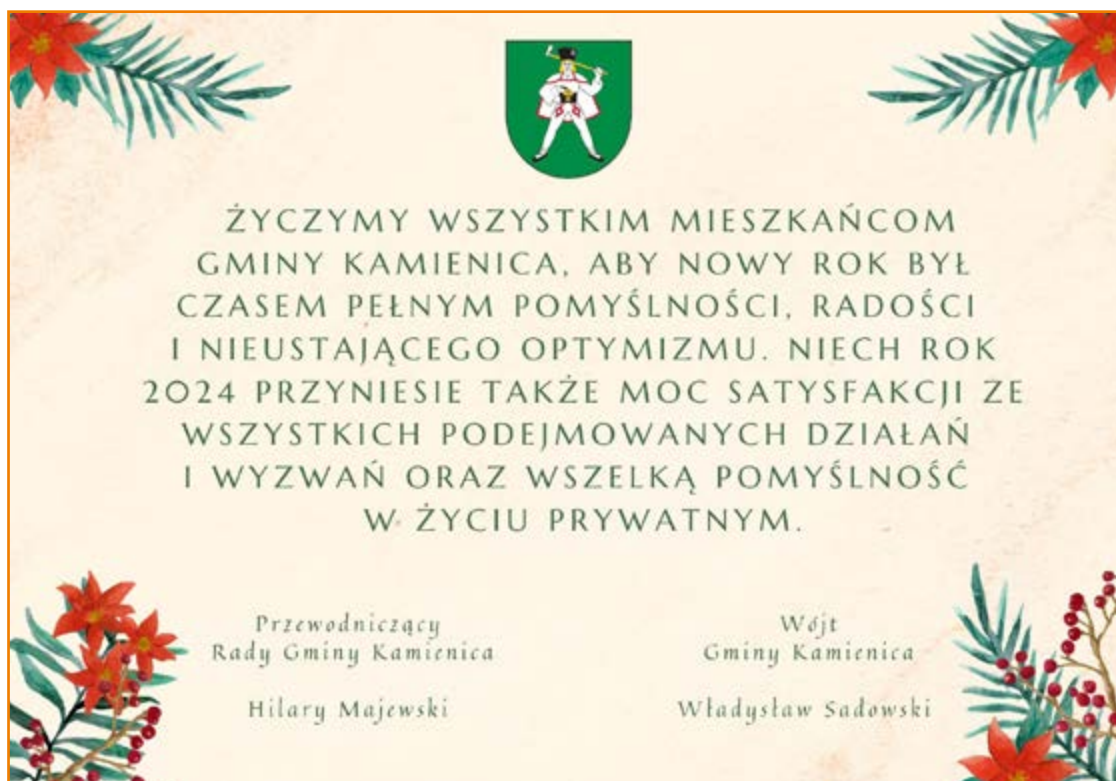 ŻYCZYMY WSZYSTKIM MIESZKAŃCOM
GMINY KAMIENICA, ABY NOWY ROK BYŁ
CZASEM PEŁNYM POMYŚLNOŚCI, RADOŚCI
I NIEUSTAJĄCEGO OPTYMIZMU. NIECH ROK
2024 PRZYNIESIE TAKŻE MOC SATYSFAKCJI ZE
WSZYSTKICH PODEJMOWANYCH DZIAŁAŃ
I WYZWAŃ ORAZ WSZELKĄ POMYŚLNOŚĆ
W ŻYCIU PRYWATNYM.
Przewodniczący
Rady Gminy Kamienica
Hilary Majewski
Wójt
Gminy Kamienica
Władysław Sadowski